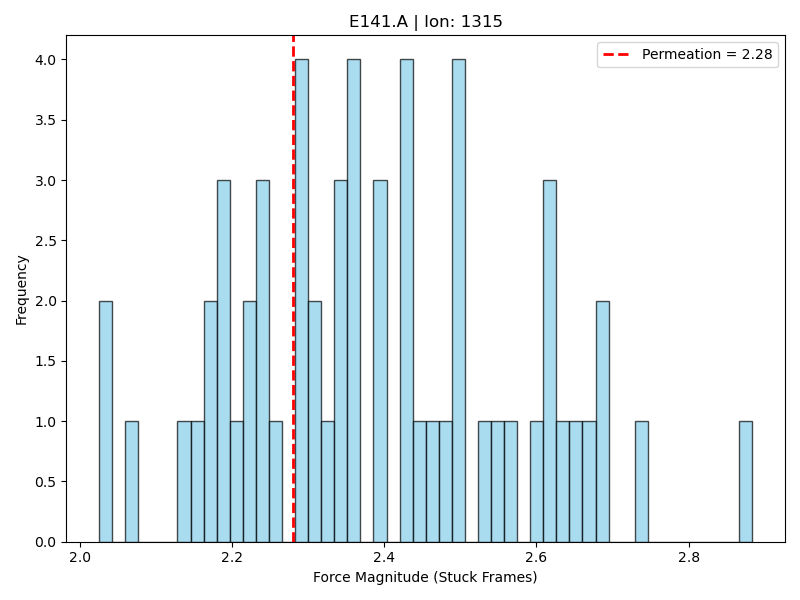 E141.A | Ion: 1315
Permeation = 2.28
4.0
3.5
3.0
2.5
2.0
1.5
1.0
0.5
0.0
Frequency
2.0 2.2 2.4 2.6 2.8
Force Magnitude (Stuck Frames)